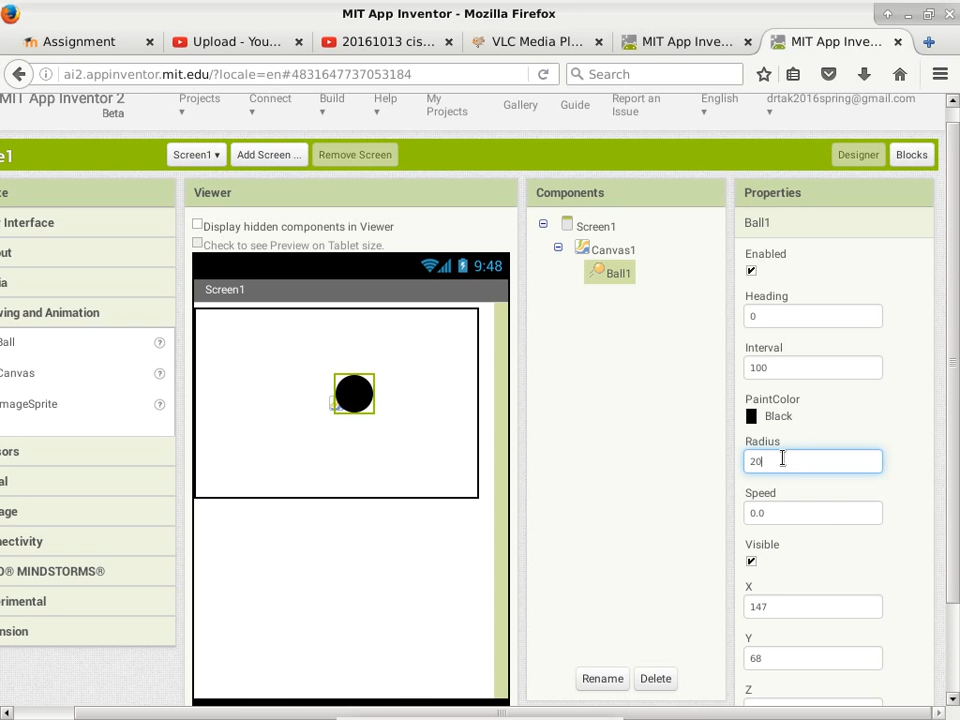 MIT App Inventor - Mozilla Firefox
Assignment
Upload - You...
20161013 cis...
VLC Media Pl...
MIT App Inve...
MIT App Inve...
ai2.appinventor.mit.edu/?locale=en#4831647737053184
Search
MIT App Inventor 2
Beta
Projects
Connect
Build
Help
My Projects
Gallery
Guide
Report an Issue
English
drtak2016spring@gmail.com
e1
Screen1
Add Screen ...
Remove Screen
Designer
Blocks
te
Interface
out
ia
wing and Animation
Ball
Canvas
mageSprite
sors
al
age
nectivity
O® MINDSTORMS®
erimental
nsion
Viewer
Display hidden components in Viewer
Check to see Preview on Tablet size.
9:48
Screen1
Components
Screen1
Canvas1
Ball1
Rename
Delete
Properties
Ball1
Enabled
Heading
0
Interval
100
PaintColor
Black
Radius
20
Speed
0.0
Visible
X
147
Y
68
Z